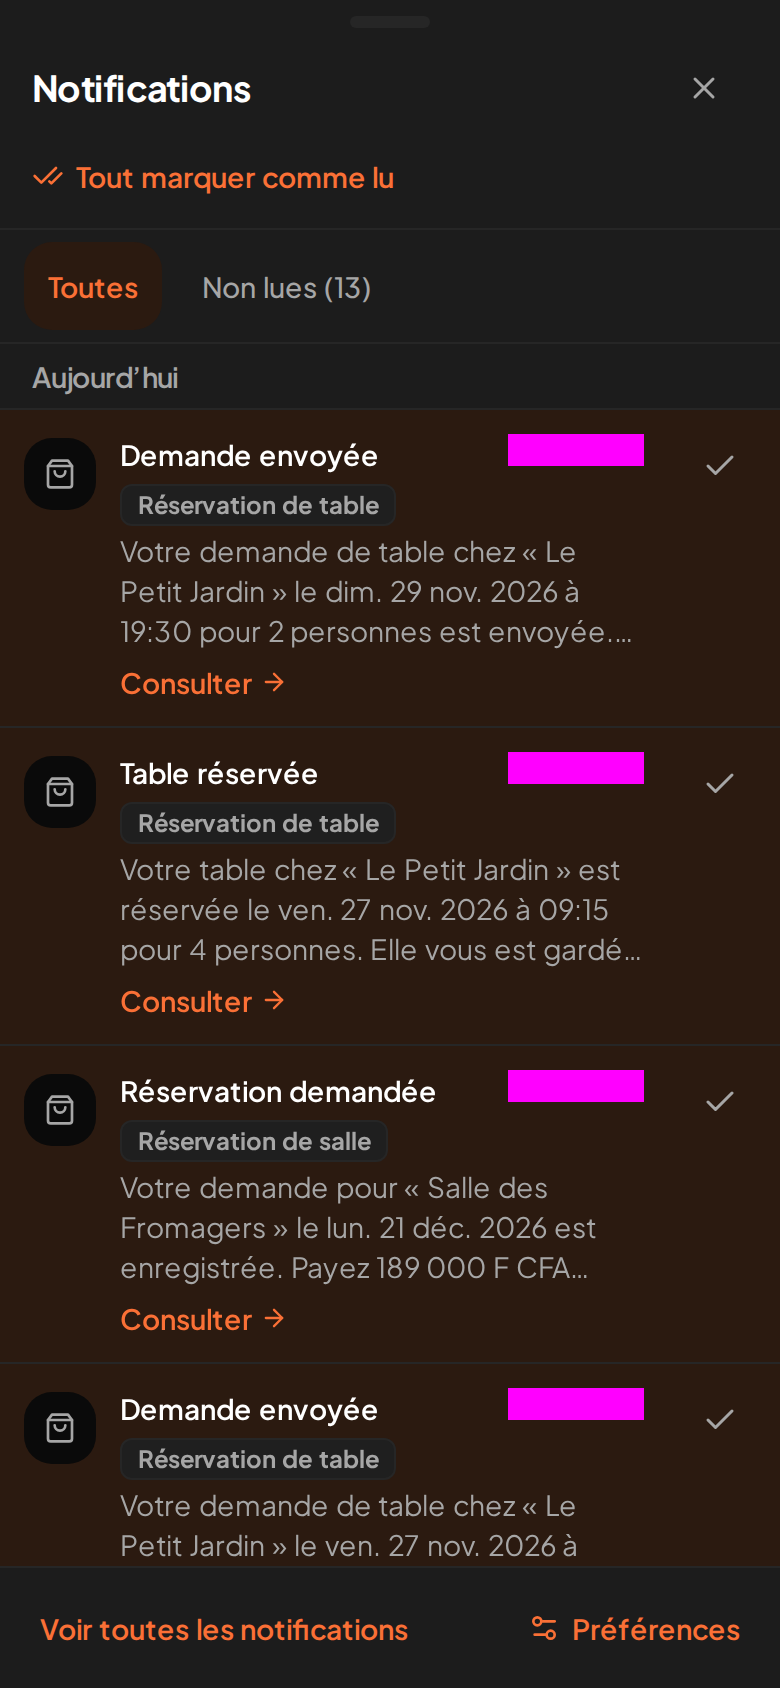 Notifications
Tout marquer comme lu
Toutes
Non lues (13)
Aujourd’hui
Demande envoyée
Réservation de table
Votre demande de table chez « Le
Petit Jardin » le dim. 29 nov. 2026 à
19:30 pour 2 personnes est envoyée.…
Consulter
Table réservée
Réservation de table
Votre table chez « Le Petit Jardin » est
réservée le ven. 27 nov. 2026 à 09:15
pour 4 personnes. Elle vous est gardé…
Consulter
Réservation demandée
Réservation de salle
Votre demande pour « Salle des
Fromagers » le lun. 21 déc. 2026 est
enregistrée. Payez 189 000 F CFA…
Consulter
Demande envoyée
Réservation de table
Votre demande de table chez « Le
Petit Jardin » le ven. 27 nov. 2026 à
Voir toutes les notifications
Préférences